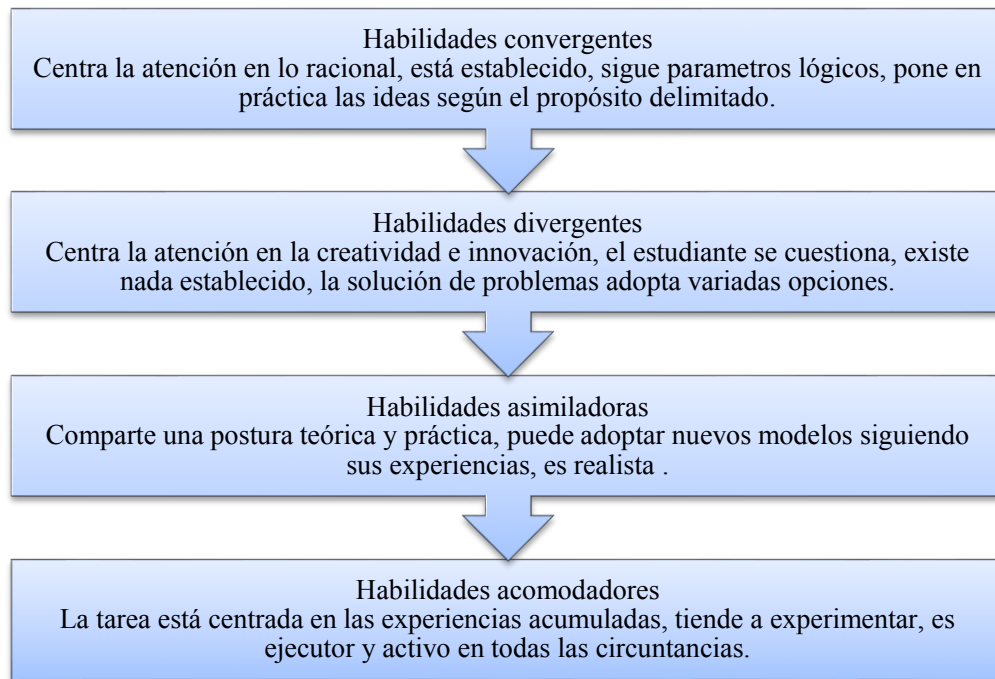 Habilidades convergentes
Centra la atención en lo racional, está establecido, sigue parametros lógicos, pone en
práctica las ideas según el propósito delimitado.
Habilidades divergentes
Centra la atención en la creatividad e innovación, el estudiante se cuestiona, existe
nada establecido, la solución de problemas adopta variadas opciones.
Habilidades asimiladoras
Comparte una postura teórica y práctica, puede adoptar nuevos modelos siguiendo
sus experiencias, es realista .
Habilidades acomodadores
La tarea está centrada en las experiencias acumuladas, tiende a experimentar, es
ejecutor y activo en todas las circuntancias.